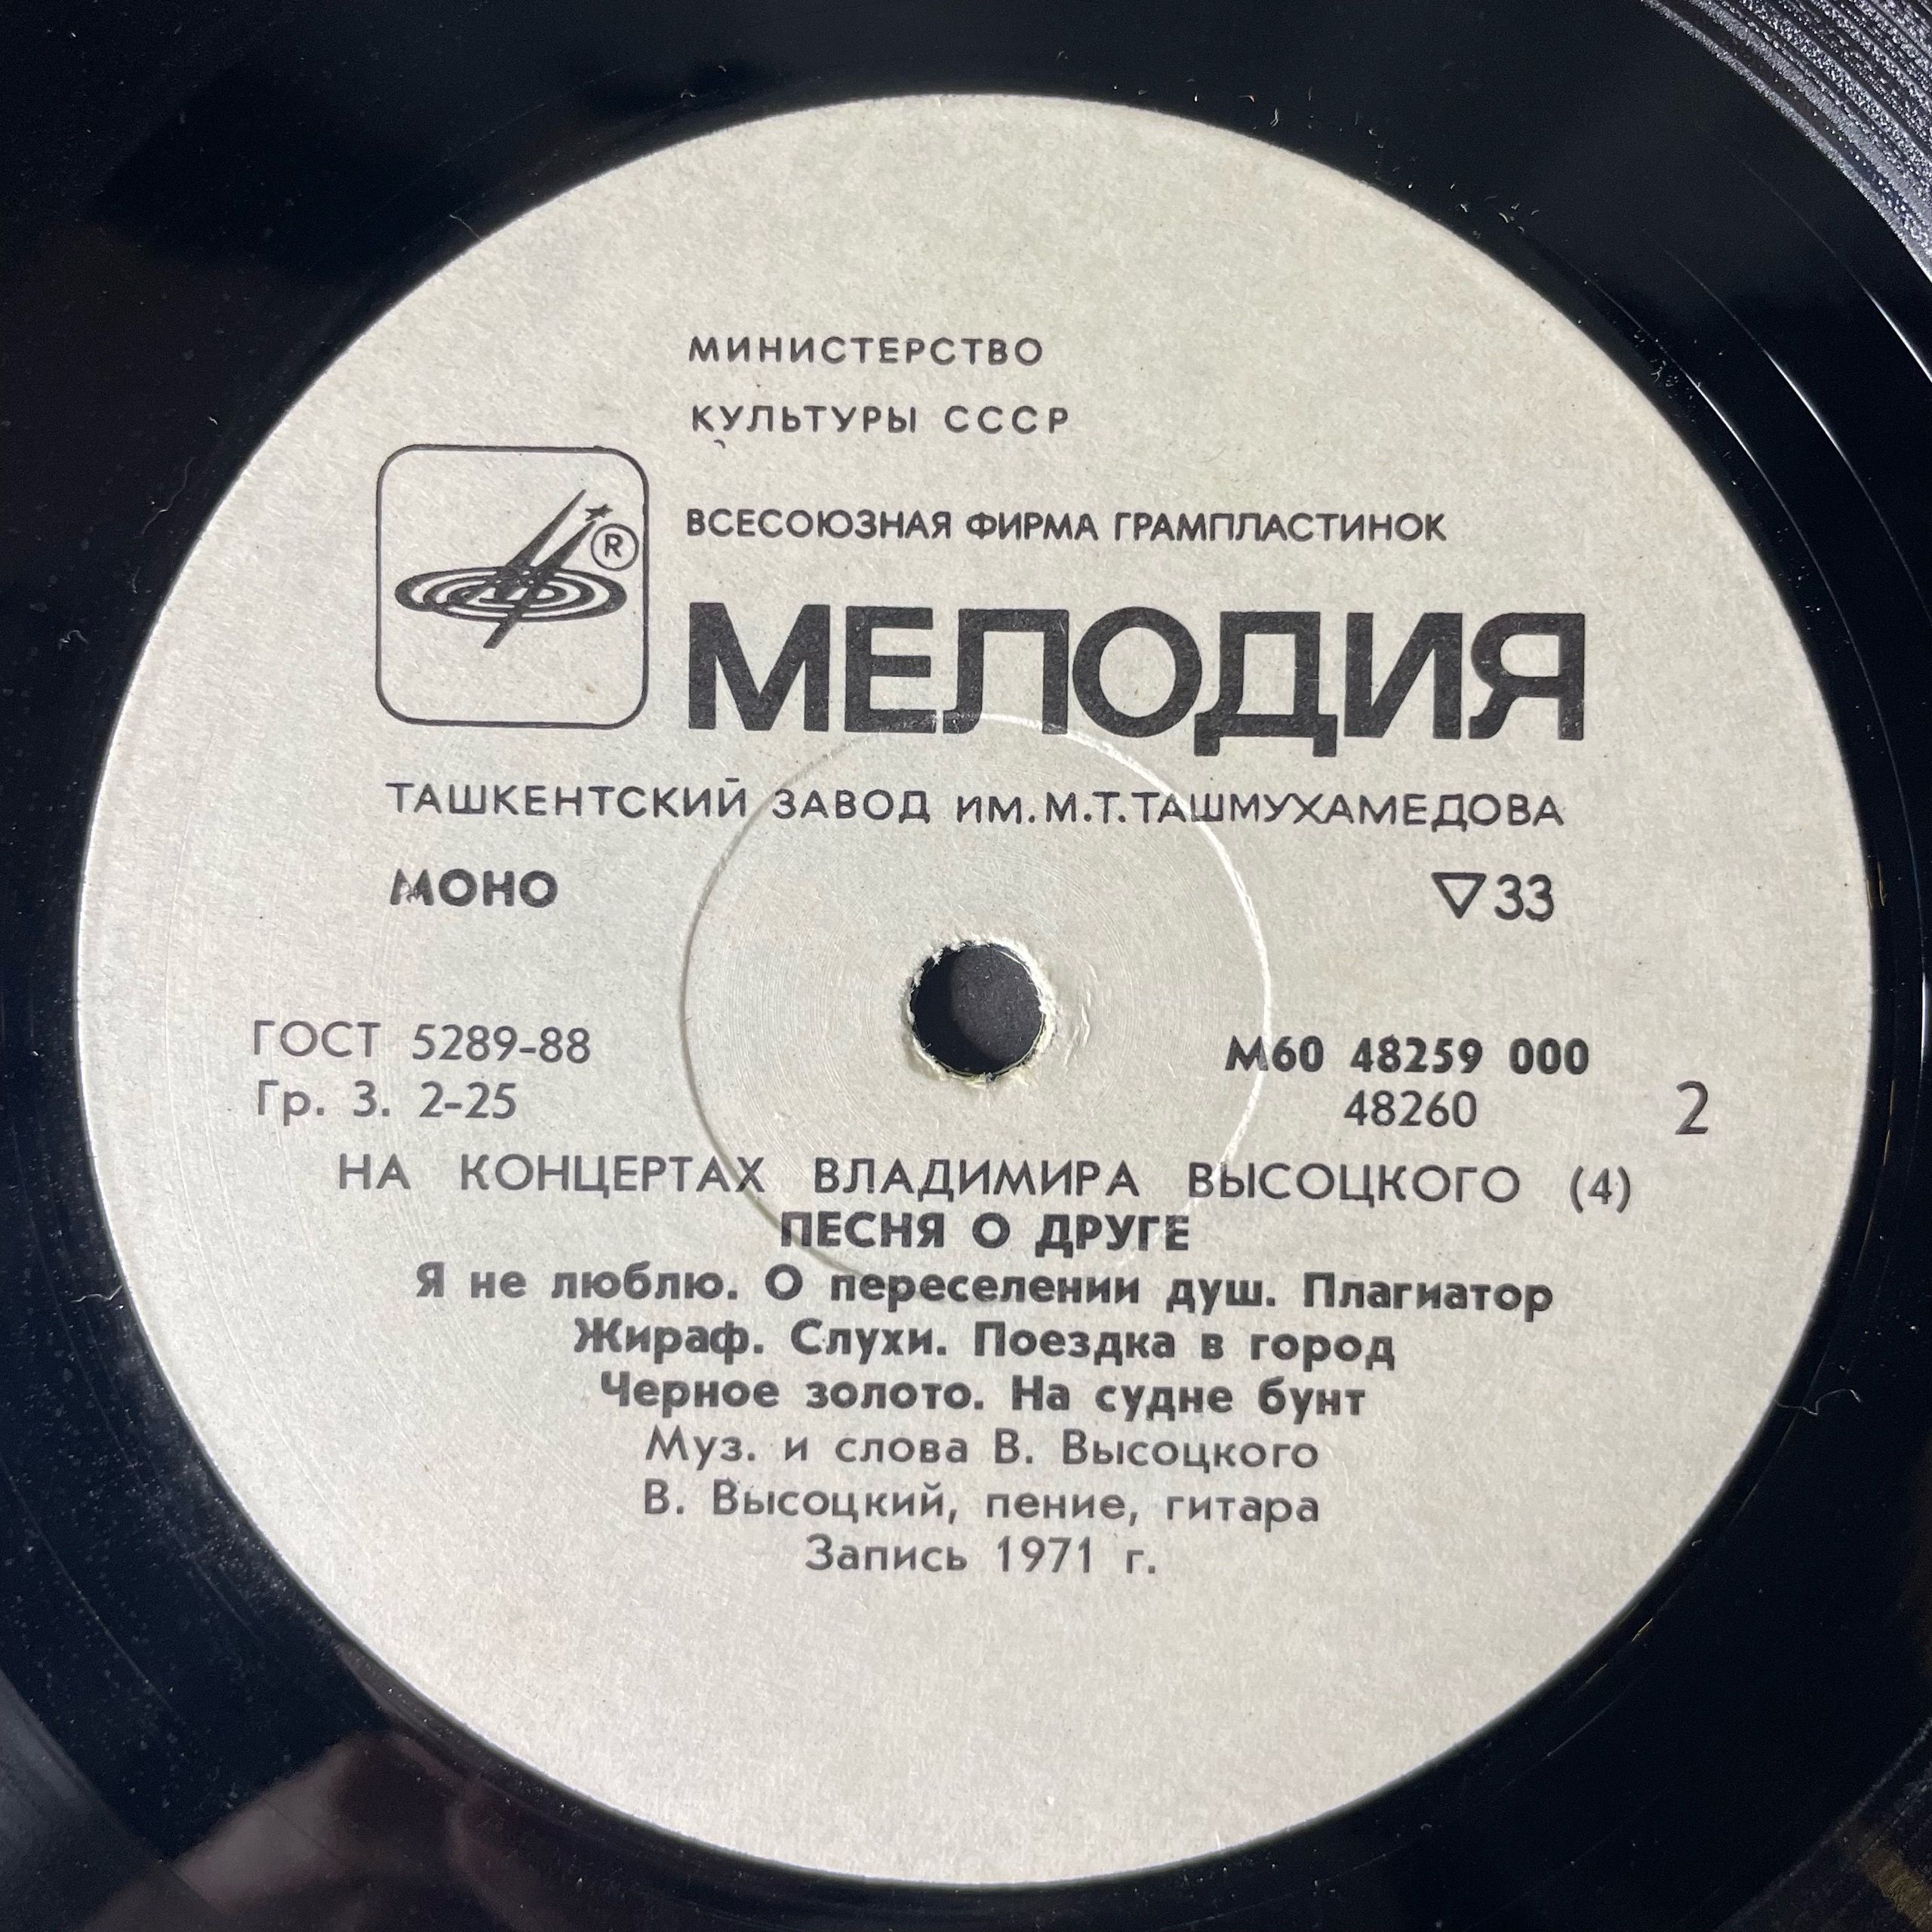 МИНИСТЕРСТВО
КУЛЬТУРЫ СССР
ВСЕСОЮЗНАЯ ФИРМА ГРАМПЛАСТИНОК
®
МЕЛОДИЯ
ТАШКЕНТСКИЙ ЗАВОД ИМ. М.Т. ТАШМУХАМЕДОВА
МОНО ▽33
ГОСТ 5289-88 М60 48259 000
Гр. 3. 2-25 48260 2
НА КОНЦЕРТАХ ВЛАДИМИРА ВЫСОЦКОГО (4)
ПЕСНЯ О ДРУГЕ
Я не люблю. О переселении душ. Плагиатор
Жираф. Слухи. Поездка в город
Черное золото. На судне бунт
Муз. и слова В. Высоцкого
В. Высоцкий, пение, гитара
Запись 1971 г.